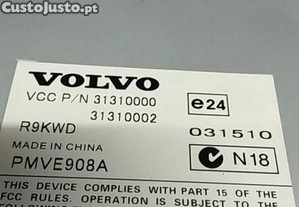 CustoJusto.pt
VOLVO
VCC P/N 31310000
31310002
e24
R9KWD
031510
MADE IN CHINA
N18
PMVE908A
THIS DEVICE COMPLIES WITH PART 15 OF THE
FCC RULES. OPERATION IS SUBJECT TO THE